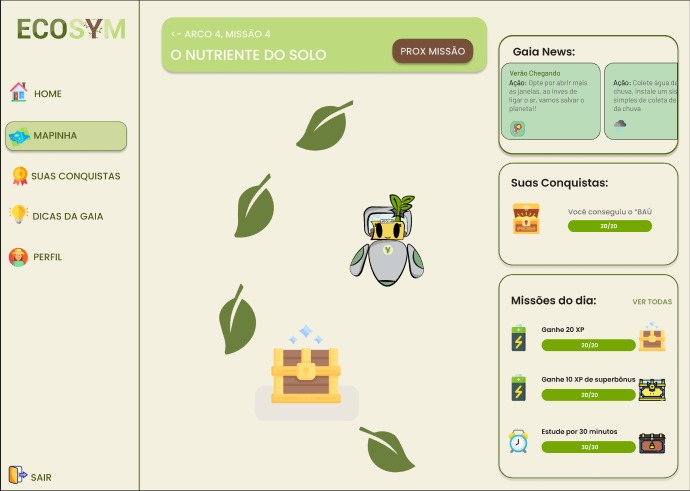 ECOSYM
HOME
MAPINHA
SUAS CONQUISTAS
DICAS DA GAIA
PERFIL
SAIR
<- ARCO 4, MISSÃO 4
O NUTRIENTE DO SOLO
PROX MISSÃO
Gaia News:
Verão Chegando
Ação: Opte por abrir mais
as janelas, ao inves de
ligar o ar, vamos salvar o
planeta!!
Ação: Colete água da
chuva, instale um sis
simples de coleta de
da chuva
Suas Conquistas:
Você conseguiu o "BAÚ
20/20
Missões do dia:
VER TODAS
Ganhe 20 XP
20/20
Ganhe 10 XP de superbônus
20/20
Estude por 30 minutos
30/30